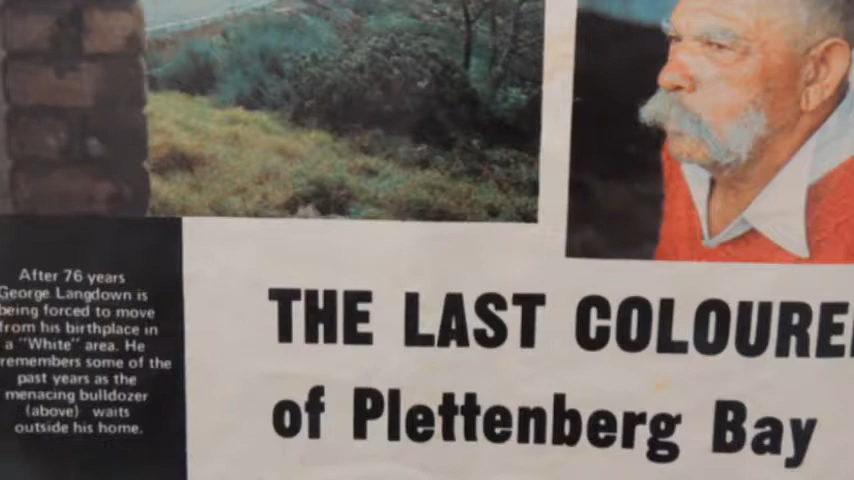 After 76 years
George Langdown is
being forced to move
from his birthplace in
a "White" area. He
remembers some of the
past years as the
menacing bulldozer
(above) waits
outside his home.
THE LAST COLOURE
of Plettenberg Bay